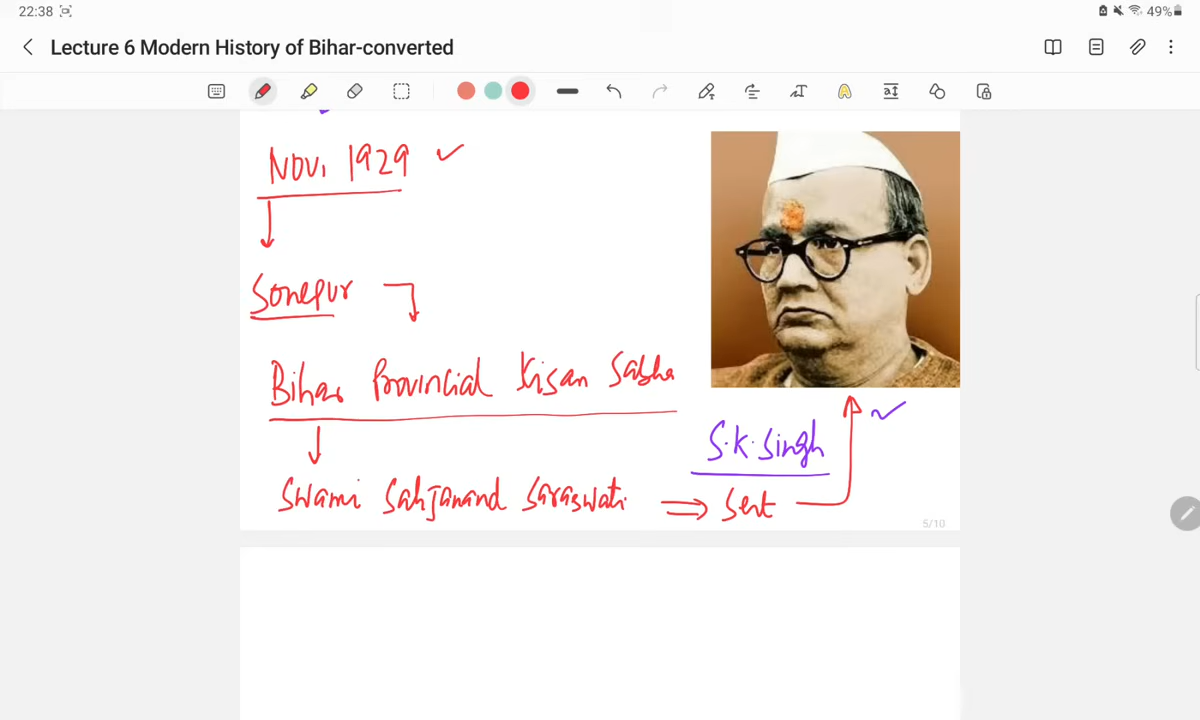 22:38
49%
Lecture 6 Modern History of Bihar-converted
Nov, 1929
Sonepur
Bihar Provincial Kisan Sabha
S.K. Singh
Swami Sahjanand Saraswati ⇒ Sect
5/10